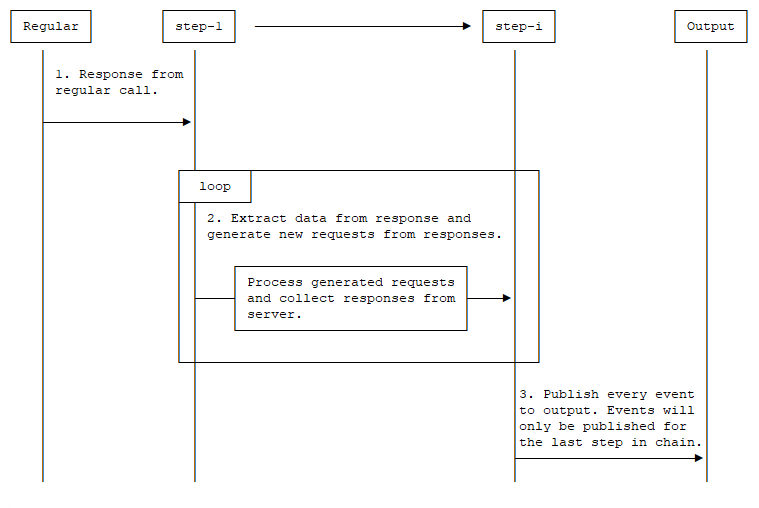 Regular
step-1
step-i
Output
1. Response from
regular call.
loop
2. Extract data from response and
generate new requests from responses.
Process generated requests
and collect responses from
server.
3. Publish every event
to output. Events will
only be published for
the last step in chain.